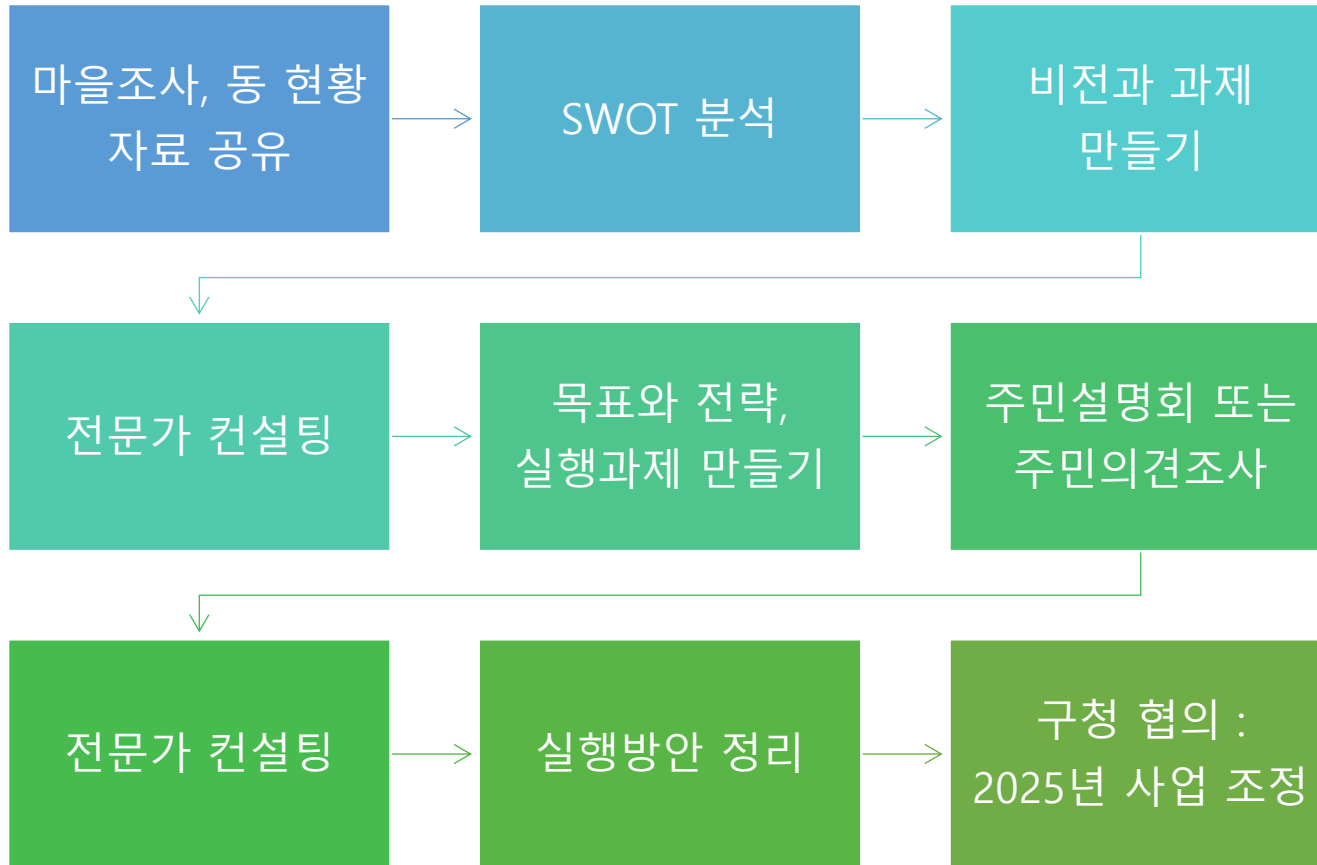 마을조사, 동 현황
자료 공유
SWOT 분석
비전과 과제
만들기
전문가 컨설팅
목표와 전략,
실행과제 만들기
주민설명회 또는
주민의견조사
전문가 컨설팅
실행방안 정리
구청 협의 :
2025년 사업 조정